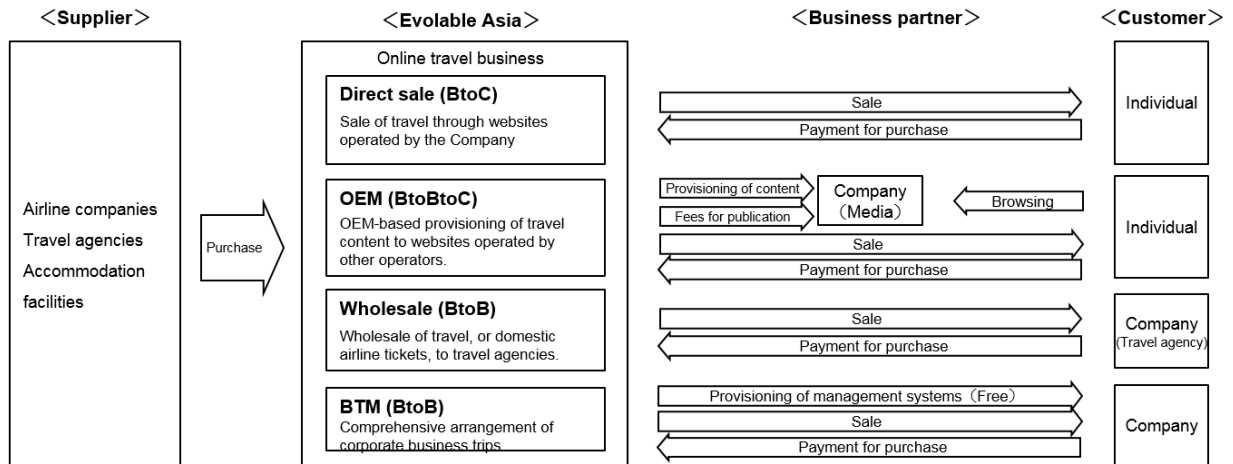 ＜Supplier＞
＜Evolable Asia＞
＜Business partner＞
＜Customer＞
Airline companies
Travel agencies
Accommodation
facilities
Purchase
Online travel business
Direct sale (BtoC)
Sale of travel through websites
operated by the Company
Sale
Payment for purchase
Individual
OEM (BtoBtoC)
OEM-based provisioning of travel
content to websites operated by
other operators.
Provisioning of content
Fees for publication
Company
（Media）
Browsing
Sale
Payment for purchase
Individual
Wholesale (BtoB)
Wholesale of travel, or domestic
airline tickets, to travel agencies.
Sale
Payment for purchase
Company
(Travel agency)
BTM (BtoB)
Comprehensive arrangement of
corporate business trips
Provisioning of management systems（Free）
Sale
Payment for purchase
Company